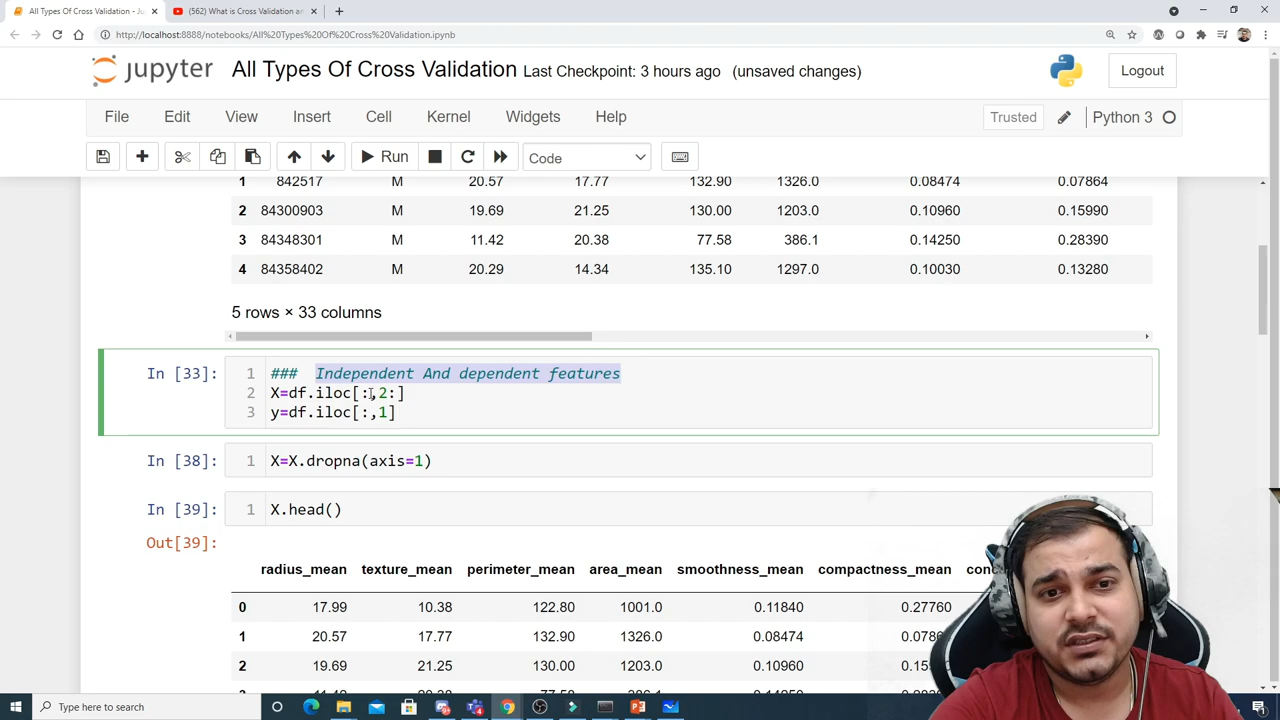 All Types Of Cross Validation - Ju
(562) What is Cross Validation an
http://localhost:8888/notebooks/All%20Types%20Of%20Cross%20Validation.ipynb
jupyter All Types Of Cross Validation Last Checkpoint: 3 hours ago (unsaved changes) Logout
File Edit View Insert Cell Kernel Widgets Help Trusted Python 3
Run Code
1 842517 M 20.57 17.77 132.90 1326.0 0.08474 0.07864
2 84300903 M 19.69 21.25 130.00 1203.0 0.10960 0.15990
3 84348301 M 11.42 20.38 77.58 386.1 0.14250 0.28390
4 84358402 M 20.29 14.34 135.10 1297.0 0.10030 0.13280
5 rows × 33 columns
In [33]: 1 ### Independent And dependent features
2 X=df.iloc[:,2:]
3 y=df.iloc[:,1]
In [38]: 1 X=X.dropna(axis=1)
In [39]: 1 X.head()
Out[39]:
radius_mean texture_mean perimeter_mean area_mean smoothness_mean compactness_mean
0 17.99 10.38 122.80 1001.0 0.11840 0.27760
1 20.57 17.77 132.90 1326.0 0.08474
2 19.69 21.25 130.00 1203.0 0.10960
Type here to search